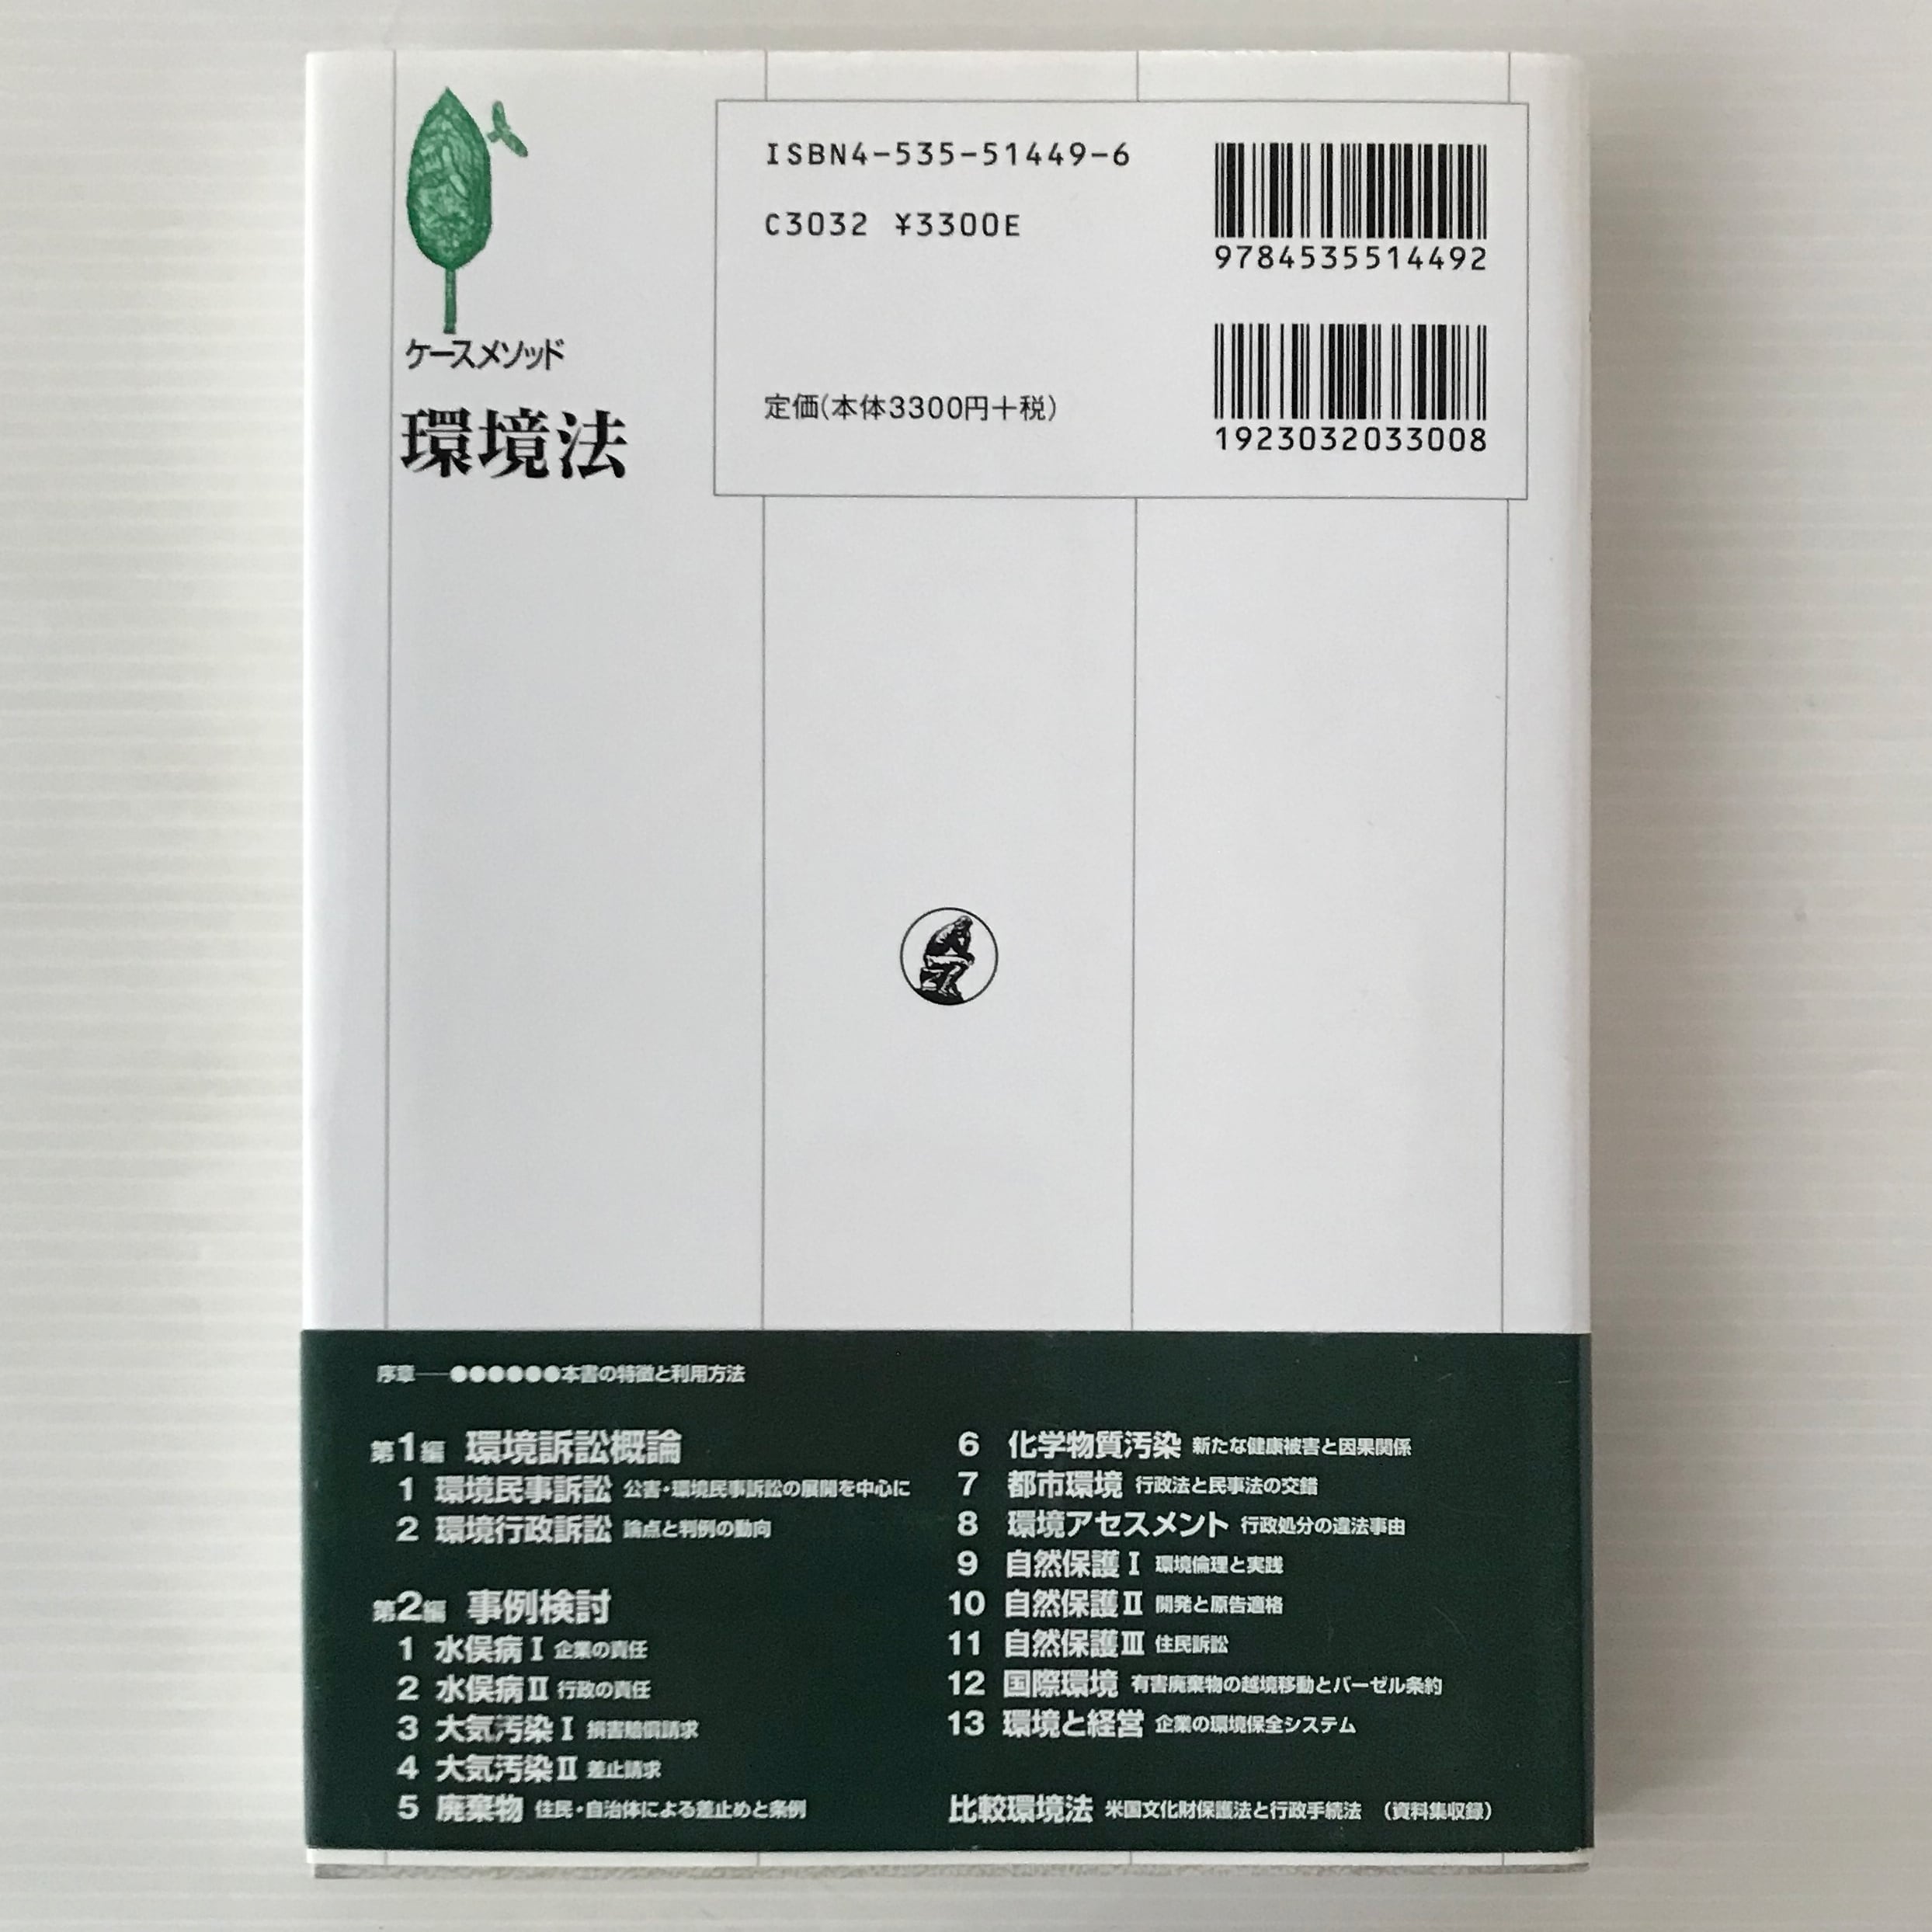 ケースメソッド
環境法
ISBN4-535-51449-6
C3032 ¥3300E
定価(本体3300円+税)
9784535514492
1923032033008
序章──●●●●●●本書の特徴と利用方法
第1編 環境訴訟概論
1 環境民事訴訟 公害・環境民事訴訟の展開を中心に
2 環境行政訴訟 論点と判例の動向
第2編 事例検討
1 水俣病Ⅰ 企業の責任
2 水俣病Ⅱ 行政の責任
3 大気汚染Ⅰ 損害賠償請求
4 大気汚染Ⅱ 差止請求
5 廃棄物 住民・自治体による差止めと条例
6 化学物質汚染 新たな健康被害と因果関係
7 都市環境 行政法と民事法の交錯
8 環境アセスメント 行政処分の違法事由
9 自然保護Ⅰ 環境倫理と実践
10 自然保護Ⅱ 開発と原告適格
11 自然保護Ⅲ 住民訴訟
12 国際環境 有害廃棄物の越境移動とバーゼル条約
13 環境と経営 企業の環境保全システム
比較環境法 米国文化財保護法と行政手続法 (資料集収録)